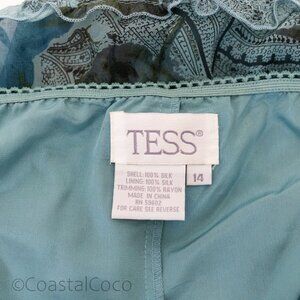 TESS®
SHELL: 100% SILK
LINING: 100% SILK
TRIMMING: 100% RAYON
MADE IN CHINA
RN 59602
FOR CARE SEE REVERSE
14
©CoastalCoco